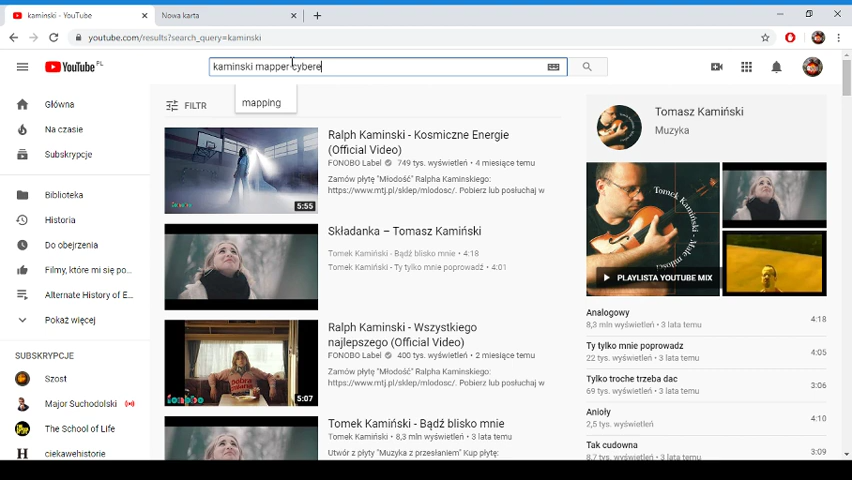 kaminski - YouTube
Nowa karta
youtube.com/results?search_query=kaminski
YouTube PL
kaminski mapper cybere
mapping
Główna
Na czasie
Subskrypcje
Biblioteka
Historia
Do obejrzenia
Filmy, które mi się po...
Alternate History of E...
Pokaż więcej
SUBSKRYPCJE
Szost
Major Suchodolski
The School of Life
ciekawehistorie
FILTR
5:55
Ralph Kaminski - Kosmiczne Energie
(Official Video)
FONOBO Label 749 tys. wyświetleń • 4 miesiące temu
Zamów płytę "Młodość" Ralpha Kaminskiego:
https://www.mtj.pl/sklep/mlodosc/. Pobierz lub posłuchaj w
Składanka – Tomasz Kamiński
Tomek Kamiński - Bądź blisko mnie • 4:18
Tomek Kamiński - Ty tylko mnie poprowadź • 4:01
5:07
Ralph Kaminski - Wszystkiego
najlepszego (Official Video)
FONOBO Label 400 tys. wyświetleń • 2 miesiące temu
Zamów płytę "Młodość" Ralpha Kaminskiego:
https://www.mtj.pl/sklep/mlodosc/. Pobierz lub posłuchaj w
Tomek Kamiński - Bądź blisko mnie
Tomek Kamiński • 8,3 mln wyświetleń • 3 lata temu
Utwór z płyty "Muzyka z przesłaniem" Kup płytę:
Tomasz Kamiński
Muzyka
PLAYLISTA YOUTUBE MIX
Analogowy 4:18
8,3 mln wyświetleń • 3 lata temu
Ty tylko mnie poprowadz 4:05
22 tys. wyświetleń • 3 lata temu
Tylko troche trzeba dac 3:06
69 tys. wyświetleń • 3 lata temu
Anioły 4:10
2,5 tys. wyświetleń
Tak cudowna 3:09
8,7 tys. wyświetleń • 3 lata temu